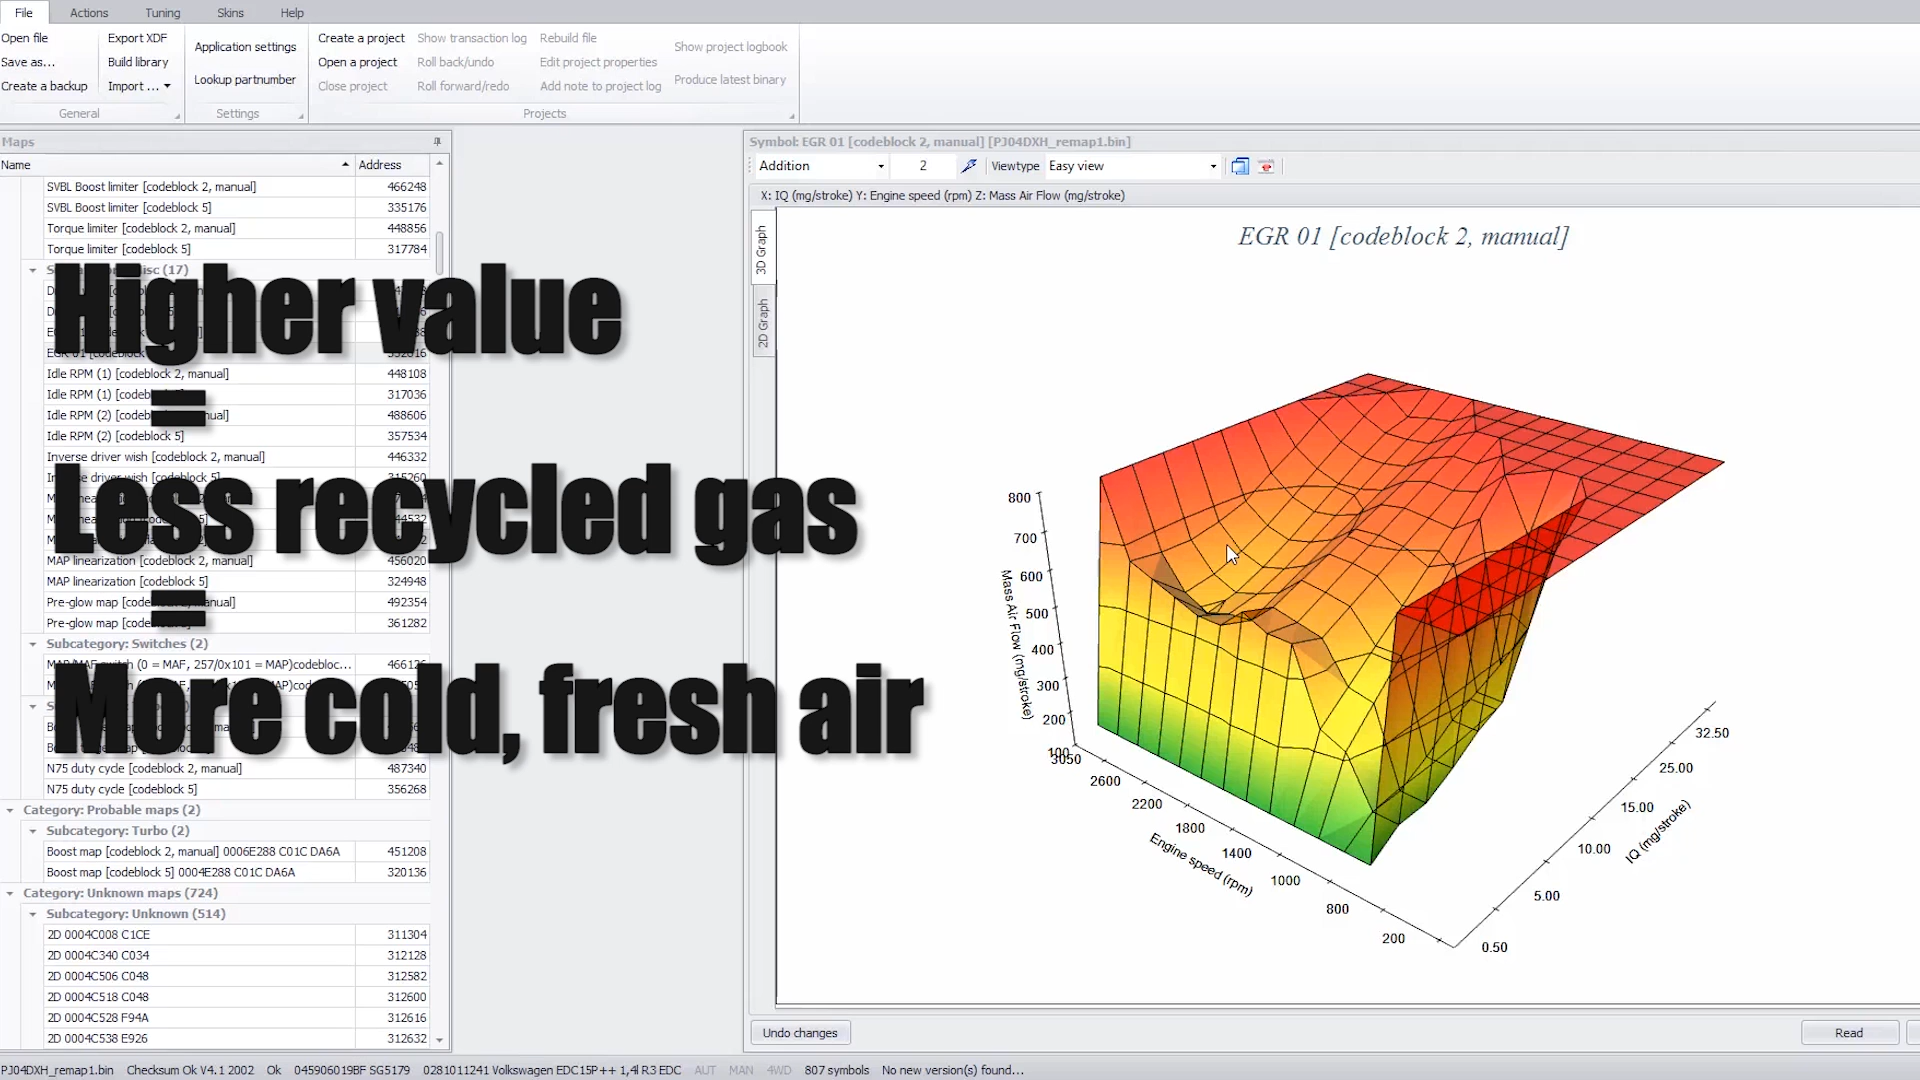 File Actions Tuning Skins Help
Open file Export XDF Application settings Create a project Show transaction log Rebuild file Show project logbook
Save as... Build library Lookup partnumber Open a project Roll back/undo Edit project properties Produce latest binary
Create a backup Import ... Close project Roll forward/redo Add note to project log
General Settings Projects
Maps
Name Address
SVBL Boost limiter [codeblock 2, manual] 466248
SVBL Boost limiter [codeblock 5] 335176
Torque limiter [codeblock 2, manual] 448856
Torque limiter [codeblock 5] 317784
Idle RPM (1) [codeblock 2, manual] 448108
Idle RPM (1) 317036
Idle RPM (2) 488606
Idle RPM (2) [codeblock 5] 357534
Inverse driver wish [codeblock 2, manual] 446332
MAP linearization [codeblock 2, manual] 456020
MAP linearization [codeblock 5] 324948
Pre-glow map 492354
Pre-glow map 361282
Subcategory: Switches (2)
N75 duty cycle [codeblock 2, manual] 487340
N75 duty cycle [codeblock 5] 356268
Category: Probable maps (2)
Subcategory: Turbo (2)
Boost map [codeblock 2, manual] 0006E288 C01C DA6A 451208
Boost map [codeblock 5] 0004E288 C01C DA6A 320136
Category: Unknown maps (724)
Subcategory: Unknown (514)
2D 0004C008 C1CE 311304
2D 0004C340 C034 312128
2D 0004C506 C048 312582
2D 0004C518 C048 312600
2D 0004C528 F94A 312616
2D 0004C538 E926 312632
Higher value
=
Less recycled gas
=
More cold, fresh air
Symbol: EGR 01 [codeblock 2, manual] [PJ04DXH_remap1.bin]
Addition 2 Viewtype Easy view
X: IQ (mg/stroke) Y: Engine speed (rpm) Z: Mass Air Flow (mg/stroke)
3D Graph
2D Graph
EGR 01 [codeblock 2, manual]
800
700
600
500
400
300
200
100
Mass Air Flow (mg/stroke)
3050
2600
2200
1800
1400
1000
800
200
Engine speed (rpm)
32.50
25.00
15.00
10.00
5.00
0.50
IQ (mg/stroke)
Undo changes Read
PJ04DXH_remap1.bin Checksum Ok V4.1 2002 Ok 045906019BF SG5179 0281011241 Volkswagen EDC15P++ 1,4l R3 EDC AUT MAN 4WD 807 symbols No new version(s) found...